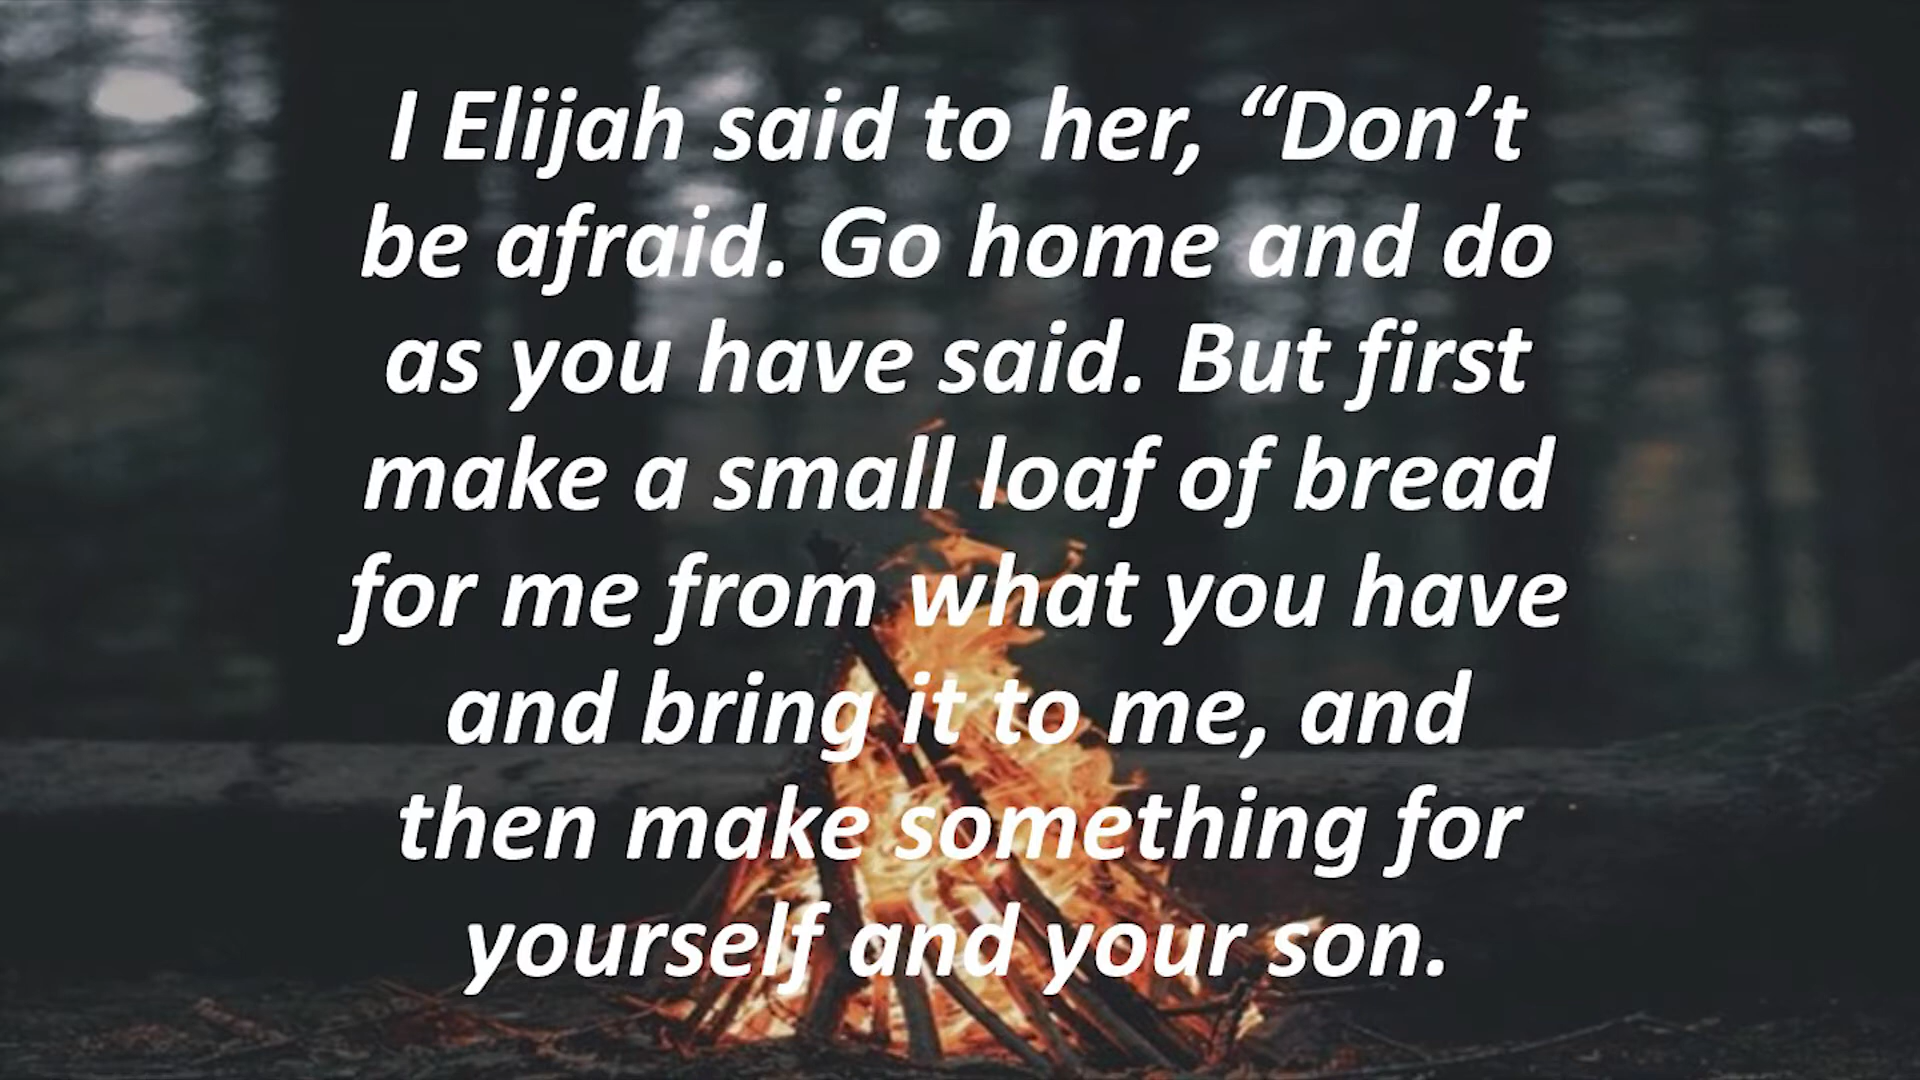 I Elijah said to her, “Don’t
be afraid. Go home and do
as you have said. But first
make a small loaf of bread
for me from what you have
and bring it to me, and
then make something for
yourself and your son.